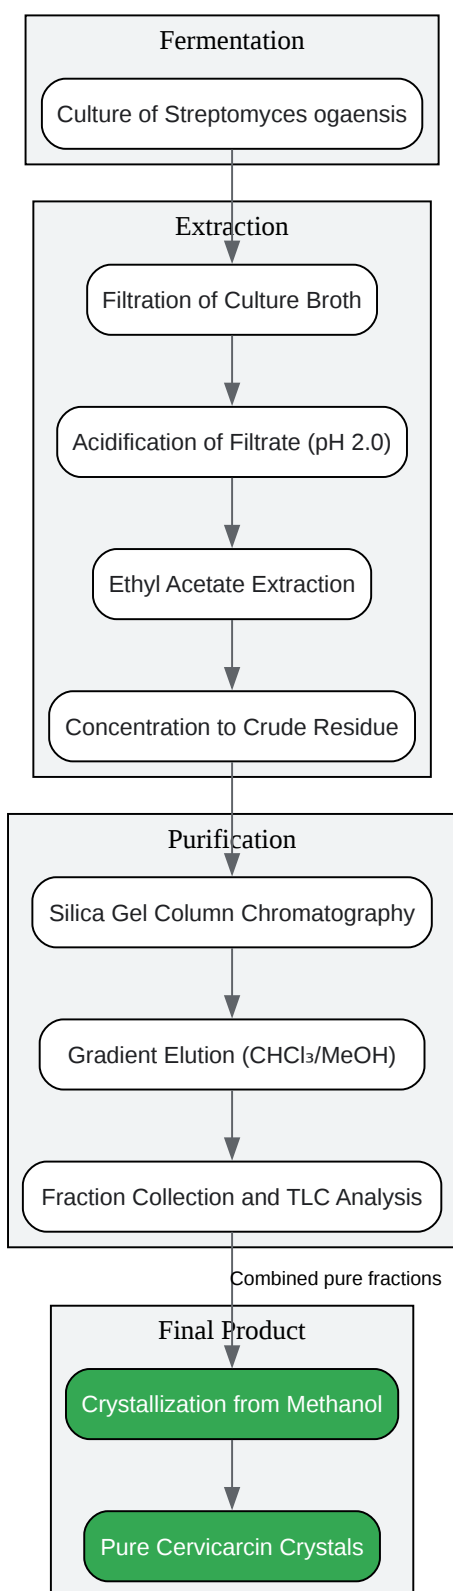 Fermentation
Culture of Streptomyces ogaensis
Extraction
Filtration of Culture Broth
Acidification of Filtrate (pH 2.0)
Ethyl Acetate Extraction
Concentration to Crude Residue
Purification
Silica Gel Column Chromatography
Gradient Elution (CHCl₃/MeOH)
Fraction Collection and TLC Analysis
Combined pure fractions
Final Product
Crystallization from Methanol
Pure Cervicarcin Crystals